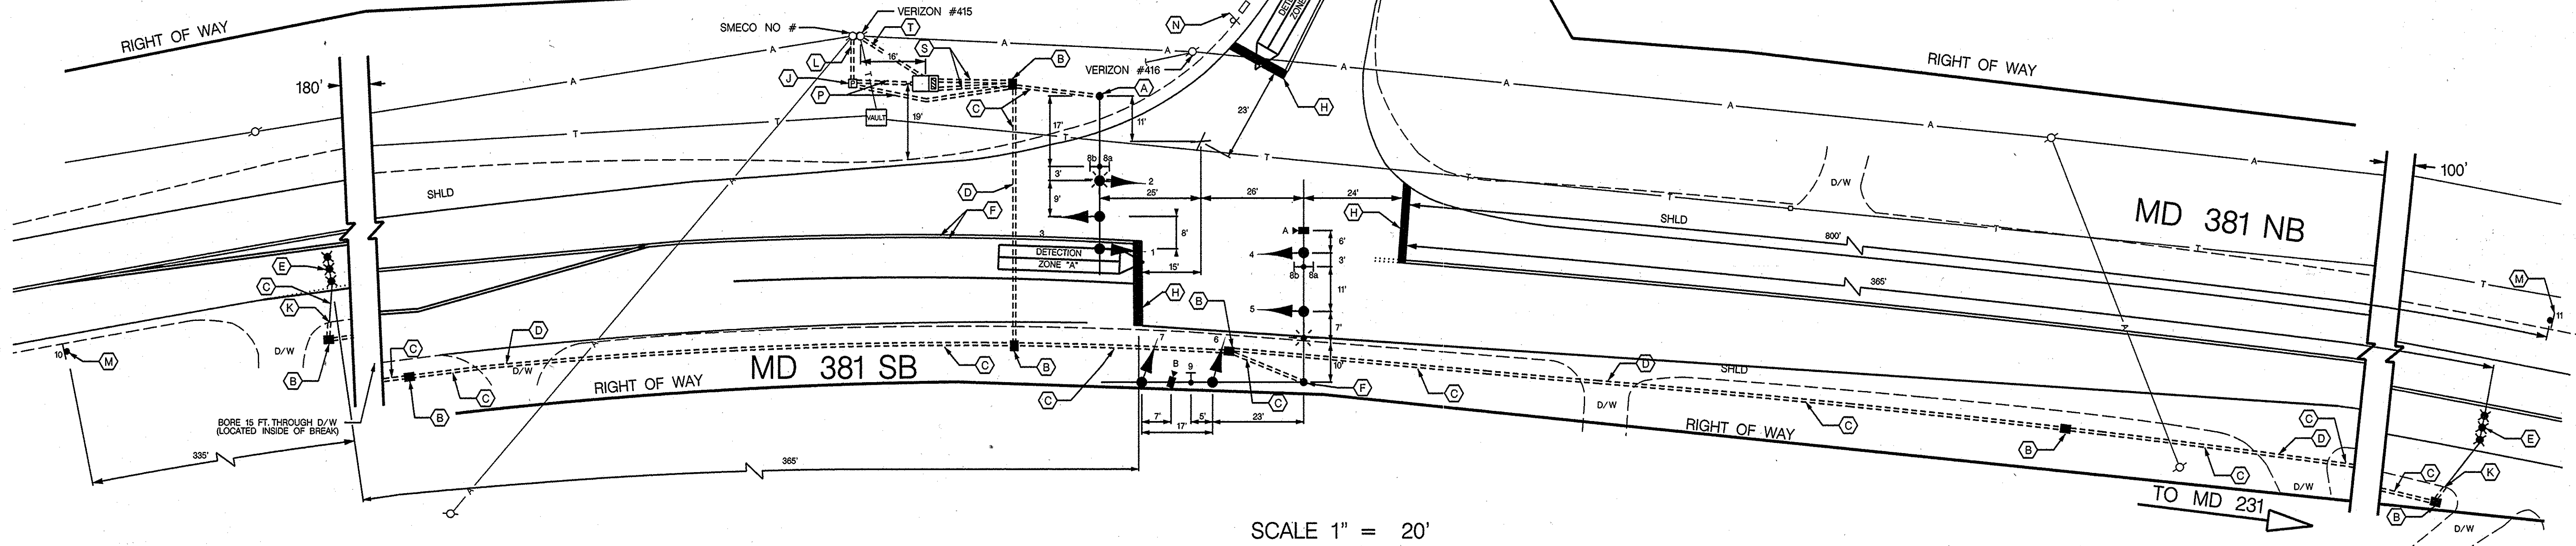 RIGHT OF WAY
180'
SMECO NO #
VERIZON #415
VERIZON #416
L
T
S
J
P
16'
19'
VAULT
B
C
A
N
DETE
ZONE
H
23'
RIGHT OF WAY
A
A
A
A
A
A
A
A
T
T
T
T
T
T
T
T
T
SHLD
D
F
17'
11'
3'
9'
8b
8a
2
3
1
8'
25'
26'
24'
15'
DETECTION
ZONE "A"
H
A
4
5
6'
3'
8b
8a
11'
7'
10'
H
SHLD
800'
365'
D/W
MD 381 NB
100'
M
11
E
C
K
B
D/W
10
M
C
D
C
B
D/W
C
B
MD 381 SB
RIGHT OF WAY
C
7
B
9
6
B
C
F
C
7'
5'
17'
23'
D
SHLD
D/W
RIGHT OF WAY
C
B
C
D
C
D/W
E
C
K
B
D/W
BORE 15 FT. THROUGH D/W
(LOCATED INSIDE OF BREAK)
335'
365'
TO MD 231
SCALE 1" = 20'